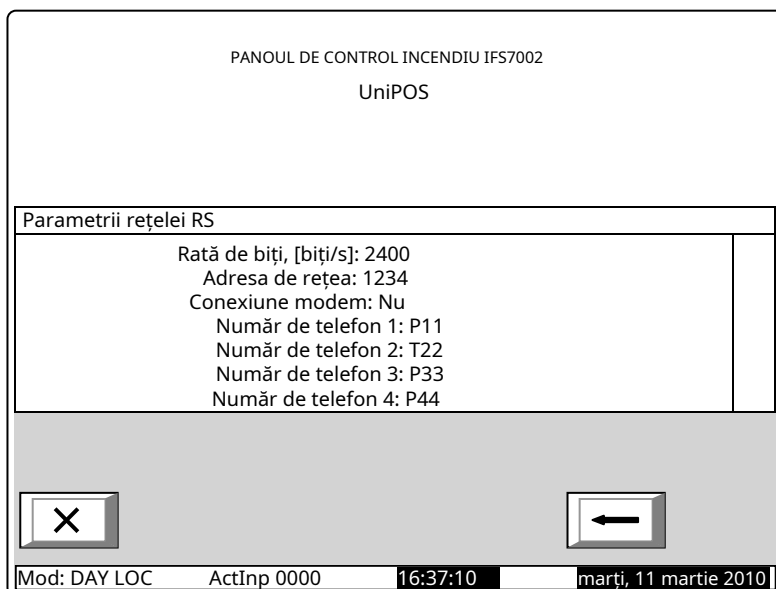 PANOUL DE CONTROL INCENDIU IFS7002
UniPOS
Parametrii rețelei RS
Rată de biți, [biți/s]: 2400
Adresa de rețea: 1234
Conexiune modem: Nu
Număr de telefon 1: P11
Număr de telefon 2: T22
Număr de telefon 3: P33
Număr de telefon 4: P44
Mod: DAY LOC ActInp 0000 16:37:10 marți, 11 martie 2010